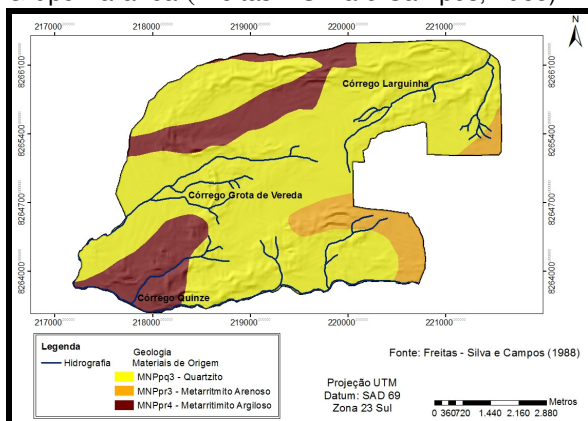 217000 218000 219000 220000 221000
N
8266100 8266100
Córrego Larguinha
8265400 8265400
Córrego Grota de Vereda
8264700 8264700
8264000 8264000
Córrego Quinze
217000 218000 219000 220000 221000
Legenda
Hidrografia
Geologia
Materiais de Origem
MNPpq3 - Quartzito
MNPpr3 - Metarritmito Arenoso
MNPpr4 - Metarritimito Argiloso
Fonte: Freitas - Silva e Campos (1988)
Projeção UTM
Datum: SAD 69
Zona 23 Sul
Metros
0 360720 1.440 2.160 2.880